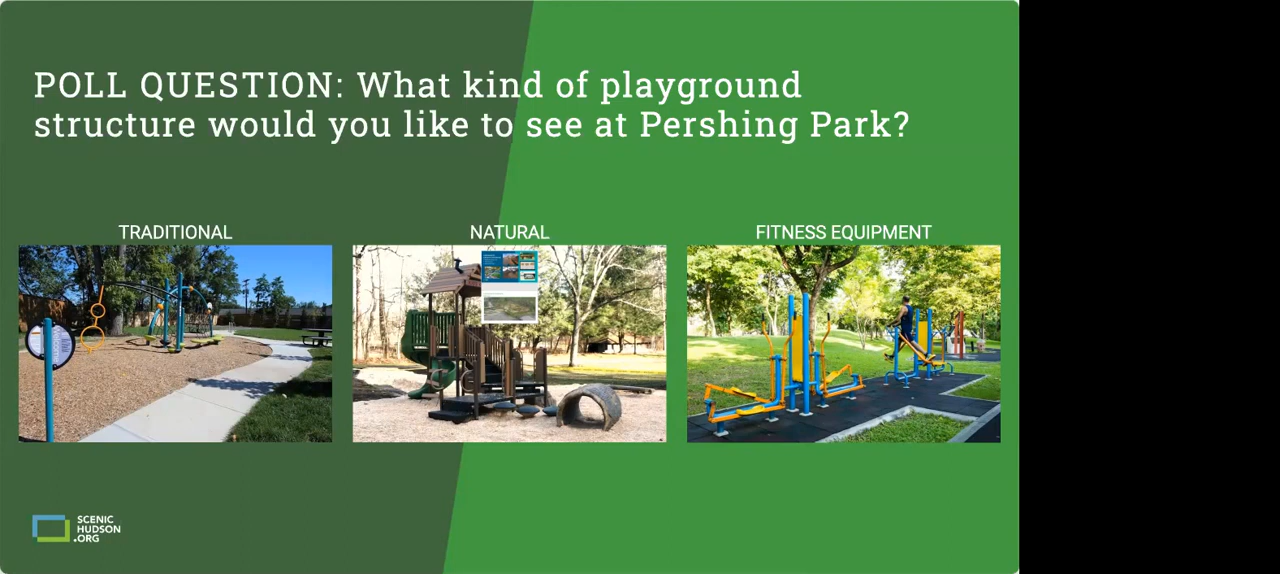 POLL QUESTION: What kind of playground
structure would you like to see at Pershing Park?
TRADITIONAL
NATURAL
FITNESS EQUIPMENT
SCENIC
HUDSON
.ORG